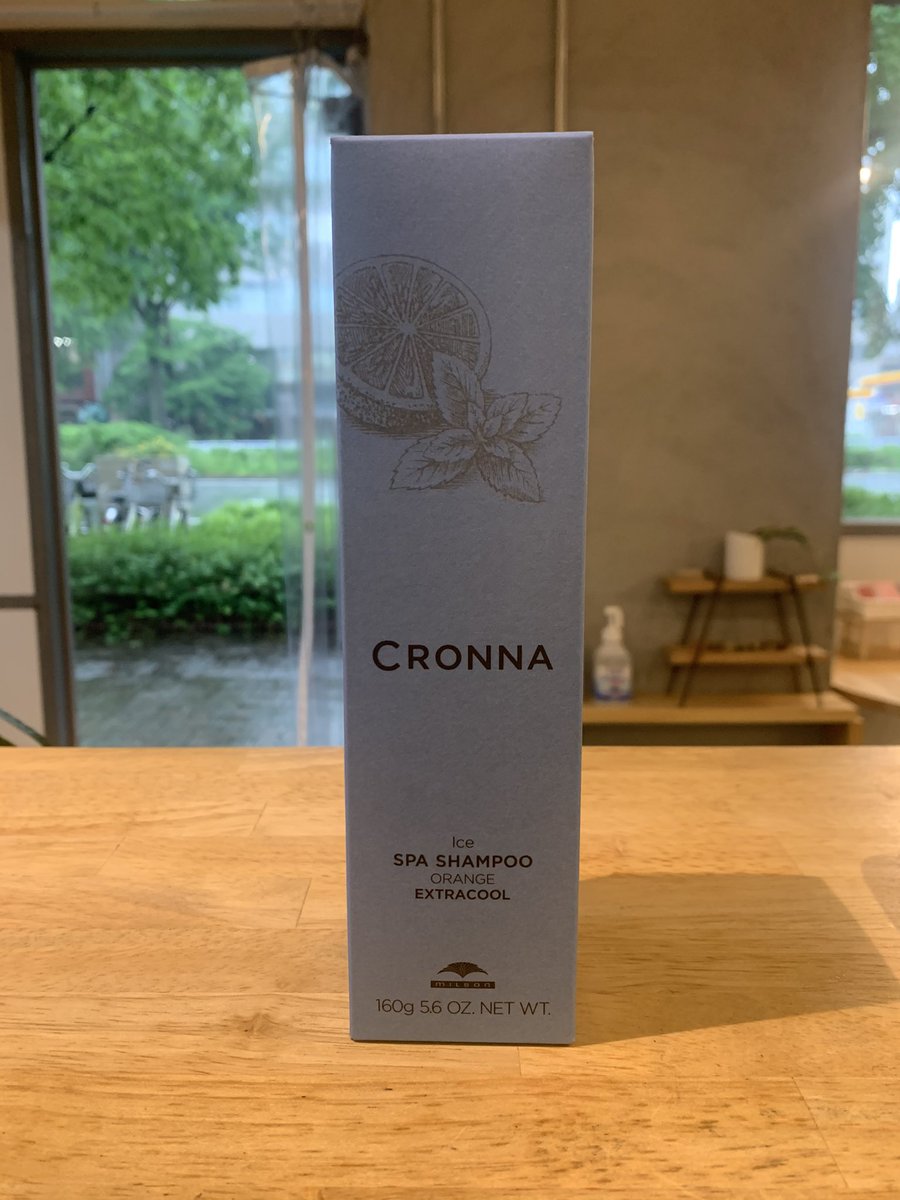 CRONNA
Ice
SPA SHAMPOO
ORANGE
EXTRACOOL
MILBON
160g 5.6 OZ. NET WT.